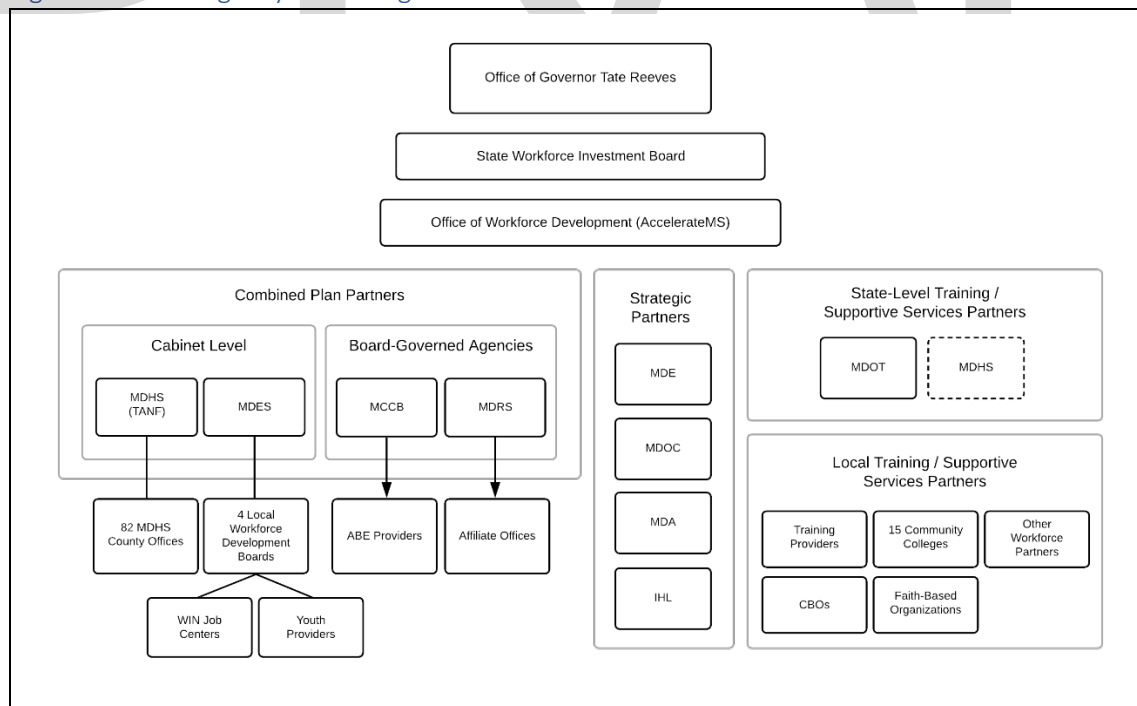 Office of Governor Tate Reeves
State Workforce Investment Board
Office of Workforce Development (AccelerateMS)
Combined Plan Partners
Cabinet Level
MDHS
(TANF)
MDES
Board-Governed Agencies
MCCB
MDRS
82 MDHS
County Offices
4 Local
Workforce
Development
Boards
ABE Providers
Affiliate Offices
WIN Job
Centers
Youth
Providers
Strategic
Partners
MDE
MDOC
MDA
IHL
State-Level Training /
Supportive Services Partners
MDOT
MDHS
Local Training / Supportive
Services Partners
Training
Providers
15 Community
Colleges
Other
Workforce
Partners
CBOs
Faith-Based
Organizations